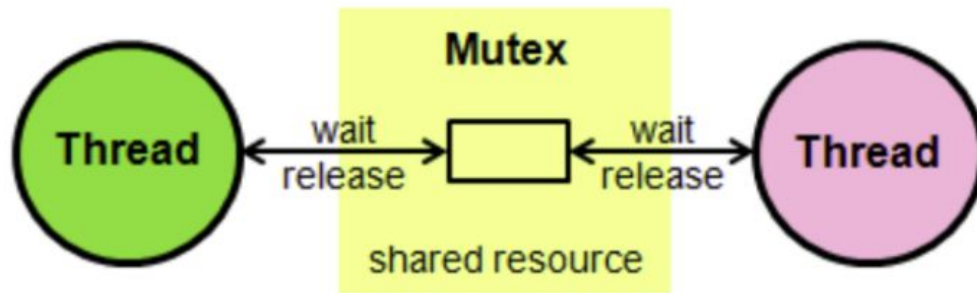 Mutex
Thread
wait
release
wait
release
Thread
shared resource